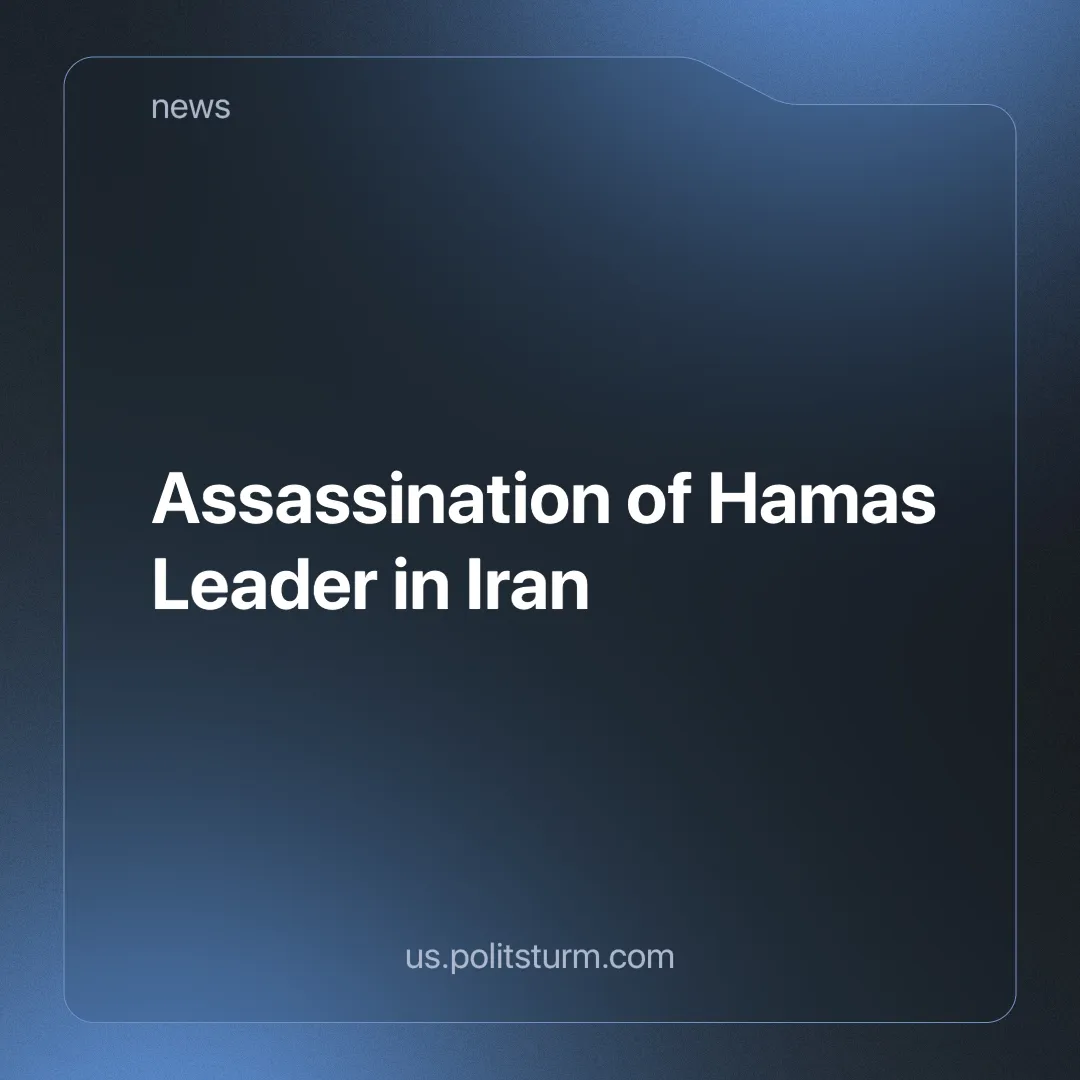 news
Assassination of Hamas
Leader in Iran
us.politsturm.com